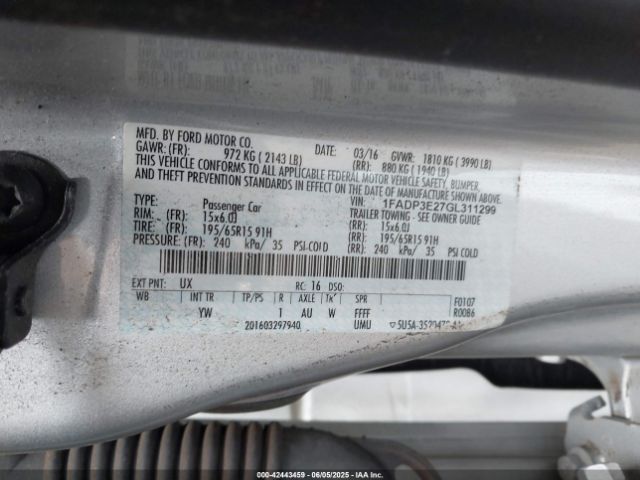 MFD. BY FORD MOTOR CO.
DATE: 03/16 GVWR: 1810 KG ( 3990 LB)
GAWR: (FR): 972 KG ( 2143 LB) (RR): 880 KG ( 1940 LB)
THIS VEHICLE CONFORMS TO ALL APPLICABLE FEDERAL MOTOR VEHICLE SAFETY, BUMPER,
AND THEFT PREVENTION STANDARDS IN EFFECT ON THE DATE OF MANUFACTURE SHOWN ABOVE.
VIN: 1FADP3E27GL311299
TYPE: Passenger Car TRAILER TOWING - SEE OWNER GUIDE
RIM: (FR): 15x6.0J (RR): 15x6.0J
TIRE: (FR): 195/65R15 91H (RR): 195/65R15 91H
PRESSURE: (FR): 240 kPa/ 35 PSI COLD (RR): 240 kPa/ 35 PSI COLD
EXT PNT: UX RC: 16 DSO:
WB INT TR TP/PS R AXLE TR SPR F0107
YW 1 AU W FFFF R0086
201603297940 UMU
00-42443459 | 06/05/2025 - IAA, Inc.